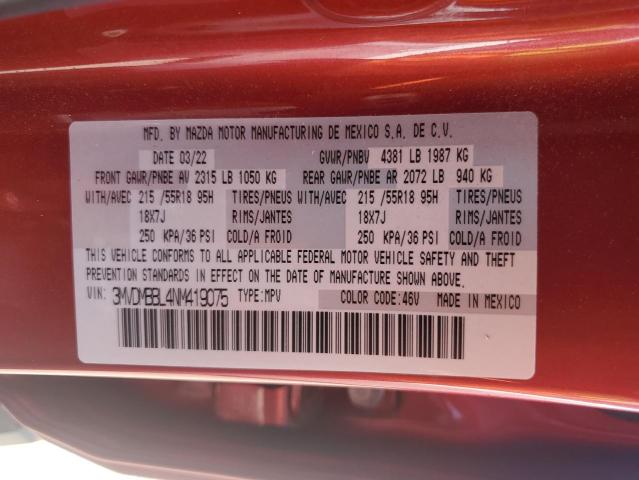 MFD. BY MAZDA MOTOR MANUFACTURING DE MEXICO S.A. DE C.V.
DATE 03/22 GVWR/PNBV 4381 LB 1987 KG
FRONT GAWR/PNBE AV 2315 LB 1050 KG REAR GAWR/PNBE AR 2072 LB 940 KG
WITH/AVEC 215 /55R18 95H TIRES/PNEUS WITH/AVEC 215 /55R18 95H TIRES/PNEUS
18X7J RIMS/JANTES 18X7J RIMS/JANTES
250 KPA/36 PSI COLD/A FROID 250 KPA/36 PSI COLD/A FROID
THIS VEHICLE CONFORMS TO ALL APPLICABLE FEDERAL MOTOR VEHICLE SAFETY AND THEFT
PREVENTION STANDARDS IN EFFECT ON THE DATE OF MANUFACTURE SHOWN ABOVE.
VIN: 3MVDMBBL4NM419075 TYPE:MPV COLOR CODE:46V MADE IN MEXICO